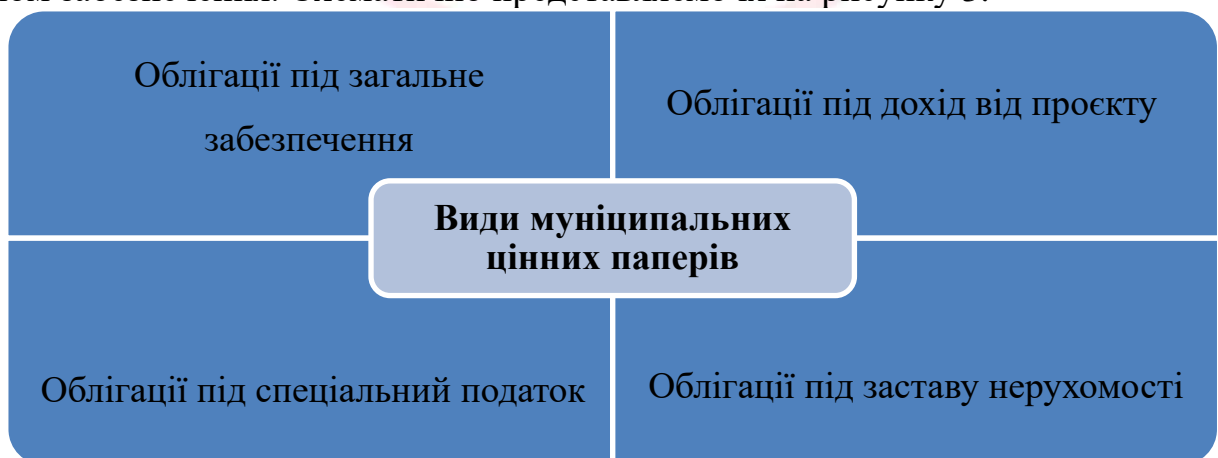 Облігації під загальне
забезпечення
Облігації під дохід від проєкту
Види муніципальних
цінних паперів
Облігації під спеціальний податок
Облігації під заставу нерухомості